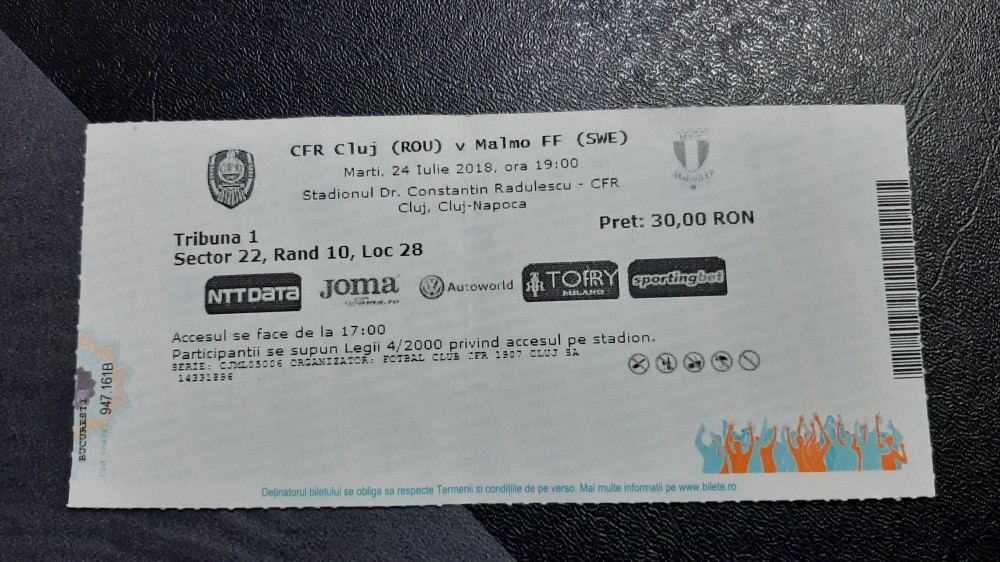 CFR Cluj (ROU) v Malmo FF (SWE)
Marti, 24 Iulie 2018, ora 19:00
Stadionul Dr. Constantin Radulescu - CFR
Cluj, Cluj-Napoca
Pret: 30,00 RON
Tribuna 1
Sector 22, Rand 10, Loc 28
NTT DATA
JOMA
Autoworld
TOFRY
MILANO
sportingbet
Accesul se face de la 17:00
Participantii se supun Legii 4/2000 privind accesul pe stadion.
SERIE: CJML05006 ORGANIZATOR: FOTBAL CLUB CFR 1907 CLUJ SA
14331896
BUCURESTI
947.161B
Deținatorul biletului se obliga sa respecte Termenii si condițiile de pe verso. Mai multe informatii pe www.bilete.ro